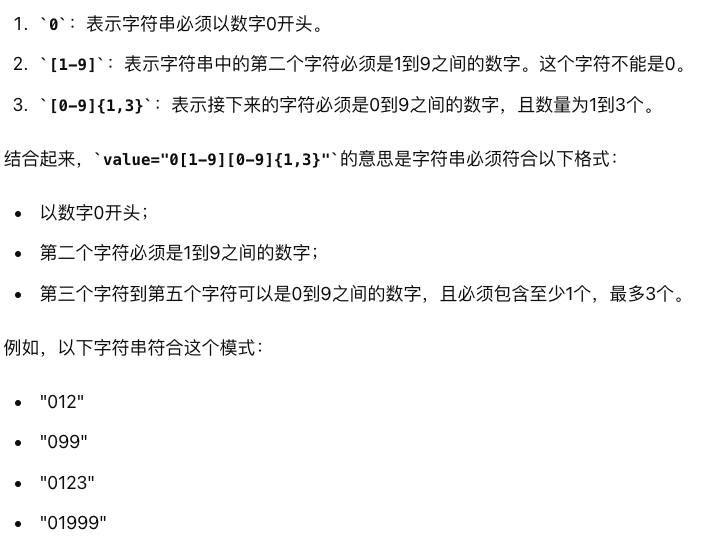 1. `0`：表示字符串必须以数字0开头。
2. `[1-9]`：表示字符串中的第二个字符必须是1到9之间的数字。这个字符不能是0。
3. `[0-9]{1,3}`：表示接下来的字符必须是0到9之间的数字，且数量为1到3个。
结合起来，`value="0[1-9][0-9]{1,3}"`的意思是字符串必须符合以下格式：
• 以数字0开头；
• 第二个字符必须是1到9之间的数字；
• 第三个字符到第五个字符可以是0到9之间的数字，且必须包含至少1个，最多3个。
例如，以下字符串符合这个模式：
• "012"
• "099"
• "0123"
• "01999"